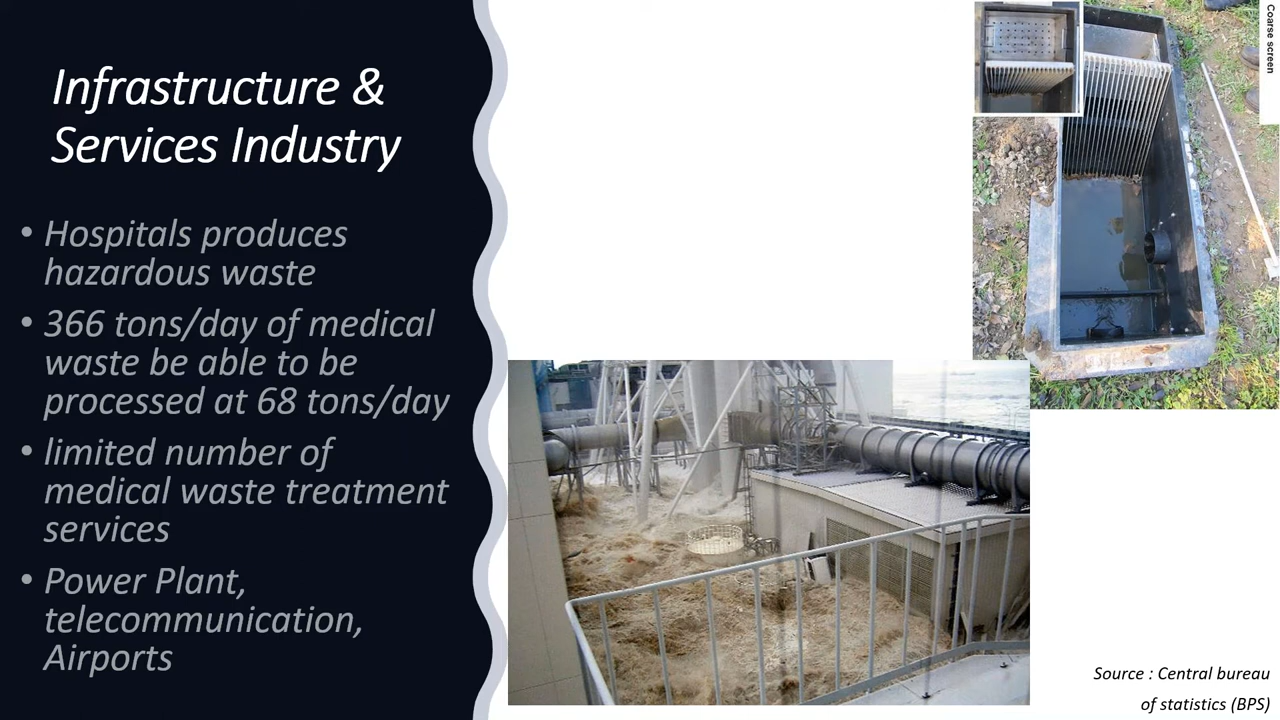 Infrastructure &
Services Industry
• Hospitals produces
hazardous waste
• 366 tons/day of medical
waste be able to be
processed at 68 tons/day
• limited number of
medical waste treatment
services
• Power Plant,
telecommunication,
Airports
Coarse screen
Source : Central bureau
of statistics (BPS)